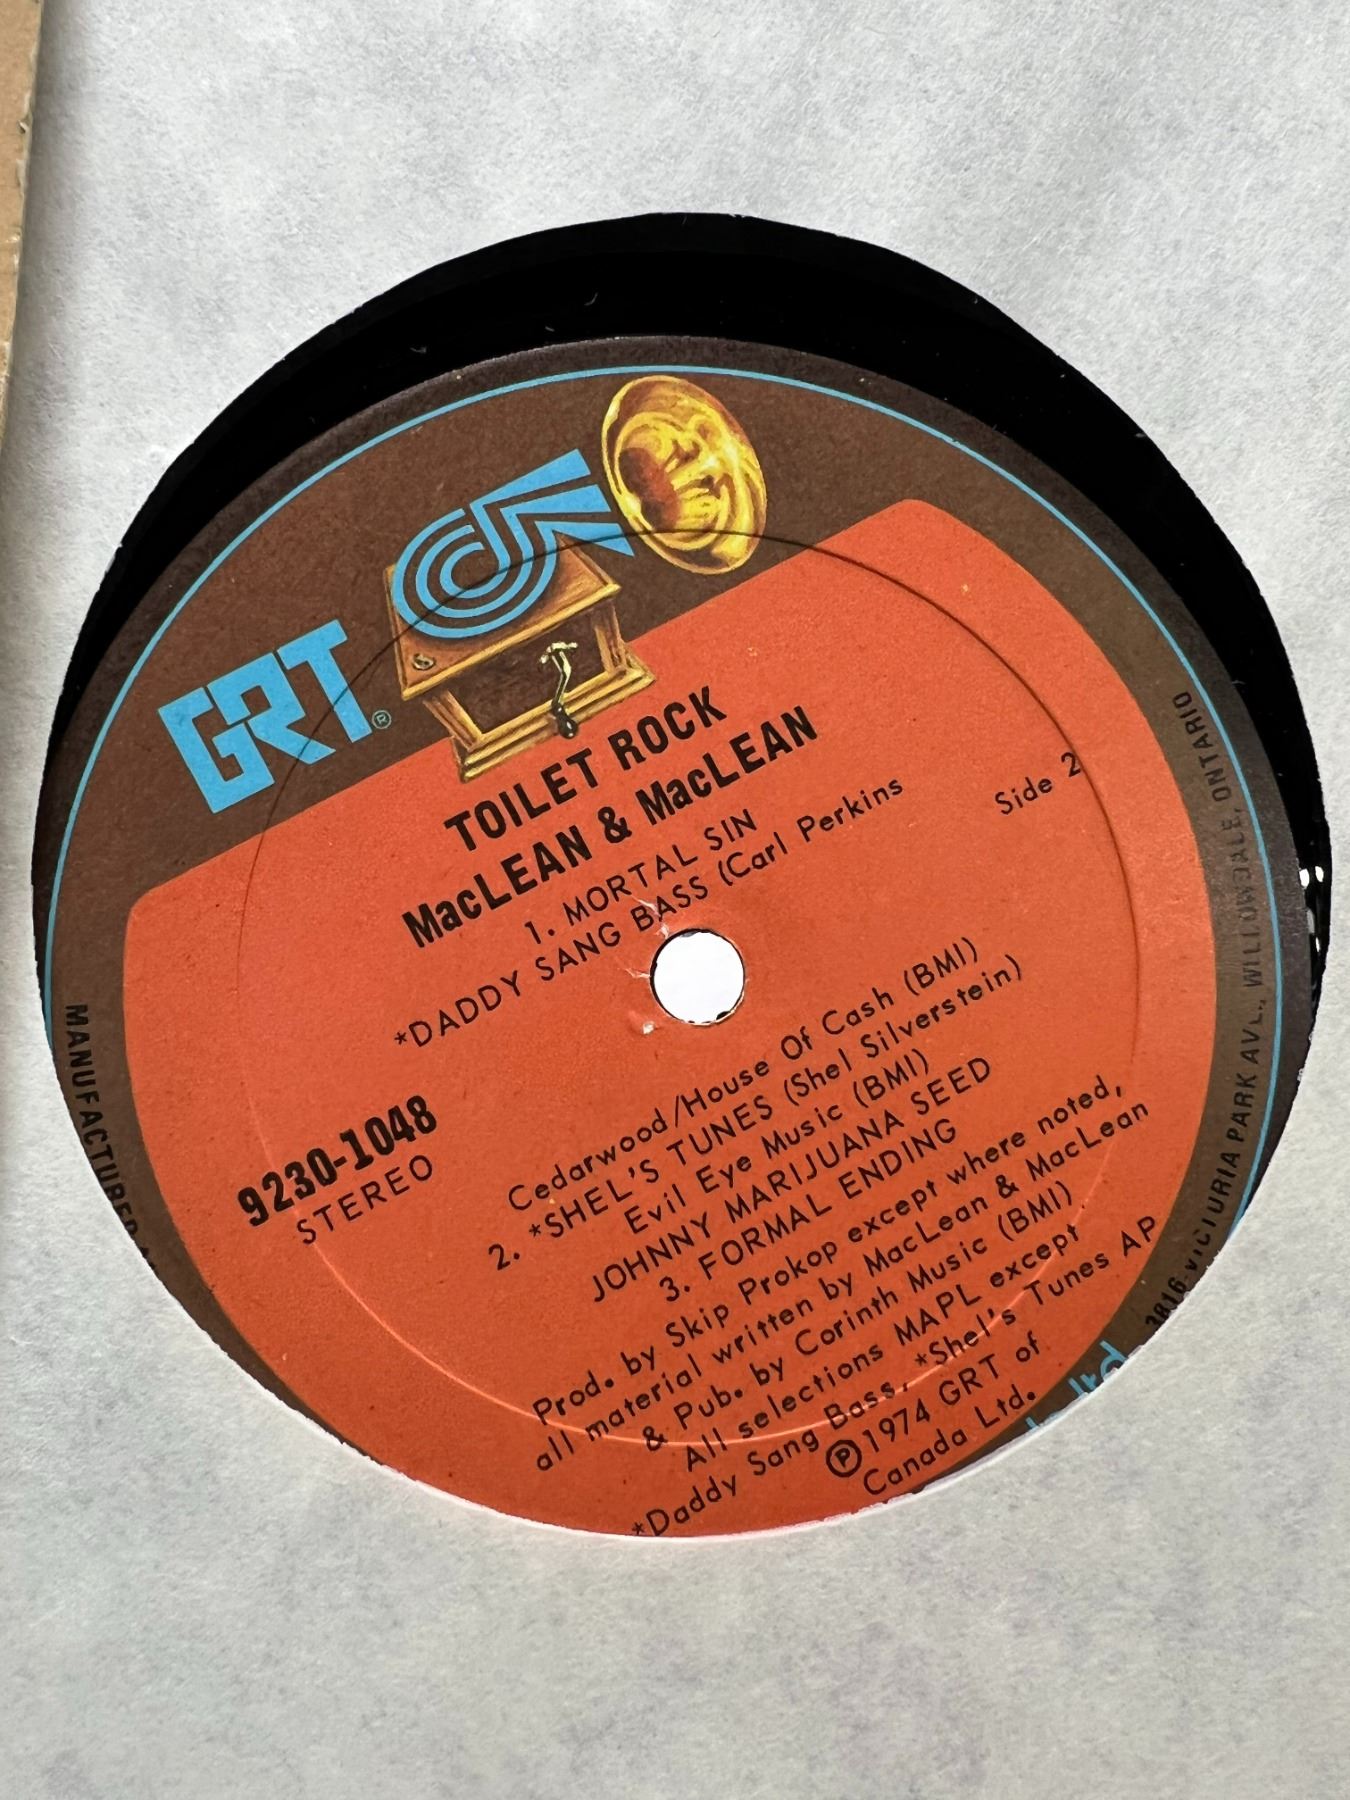 GRT®
TOILET ROCK
MacLEAN & MacLEAN
1. MORTAL SIN
*DADDY SANG BASS (Carl Perkins
Side 2
Cedarwood/House Of Cash (BMI)
2. *SHEL'S TUNES (Shel Silverstein)
Evil Eye Music (BMI)
JOHNNY MARIJUANA SEED
3. FORMAL ENDING
9230-1048
STEREO
Prod. by Skip Prokop except where noted,
all material written by MacLean & MacLean
& Pub. by Corinth Music (BMI)
All selections MAPL except
*Daddy Sang Bass, *Shel's Tunes AP
Ⓟ1974 GRT of
Canada Ltd.
MANUFACTURED
3816 VICTORIA PARK AVE., WILLOWDALE, ONTARIO
ltd